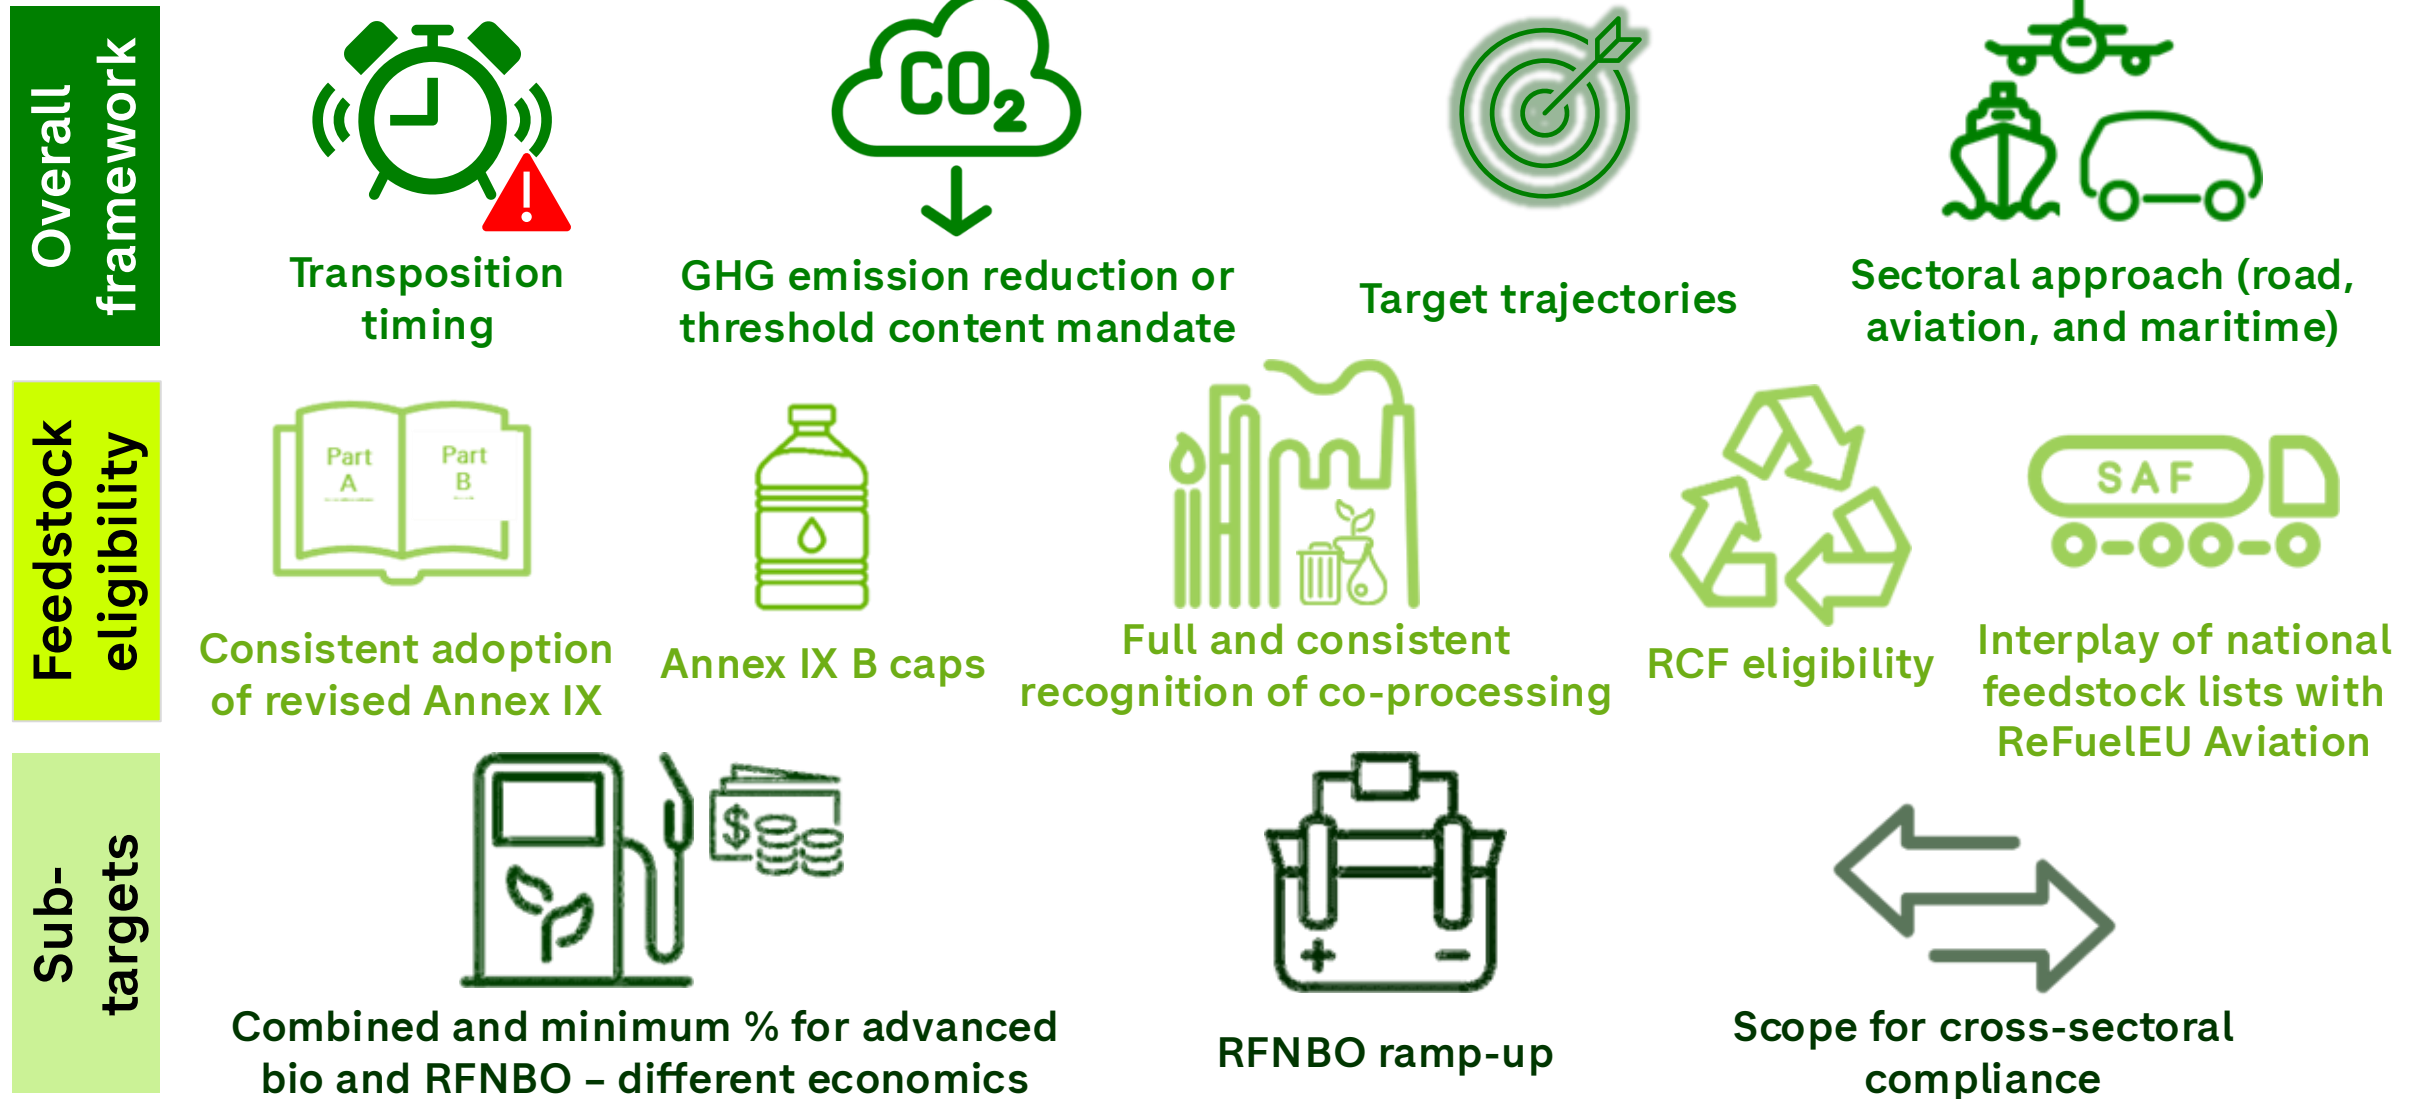 Overall
framework
CO2
Transposition
timing
GHG emission reduction or
threshold content mandate
Target trajectories
Sectoral approach (road,
aviation, and maritime)
Feedstock
eligibility
Part
A
Part
B
SAF
Consistent adoption
of revised Annex IX
Annex IX B caps
Full and consistent
recognition of co-processing
RCF eligibility
Interplay of national
feedstock lists with
ReFuelEU Aviation
Sub-
targets
$
Combined and minimum % for advanced
bio and RFNBO – different economics
+ −
RFNBO ramp-up
Scope for cross-sectoral
compliance